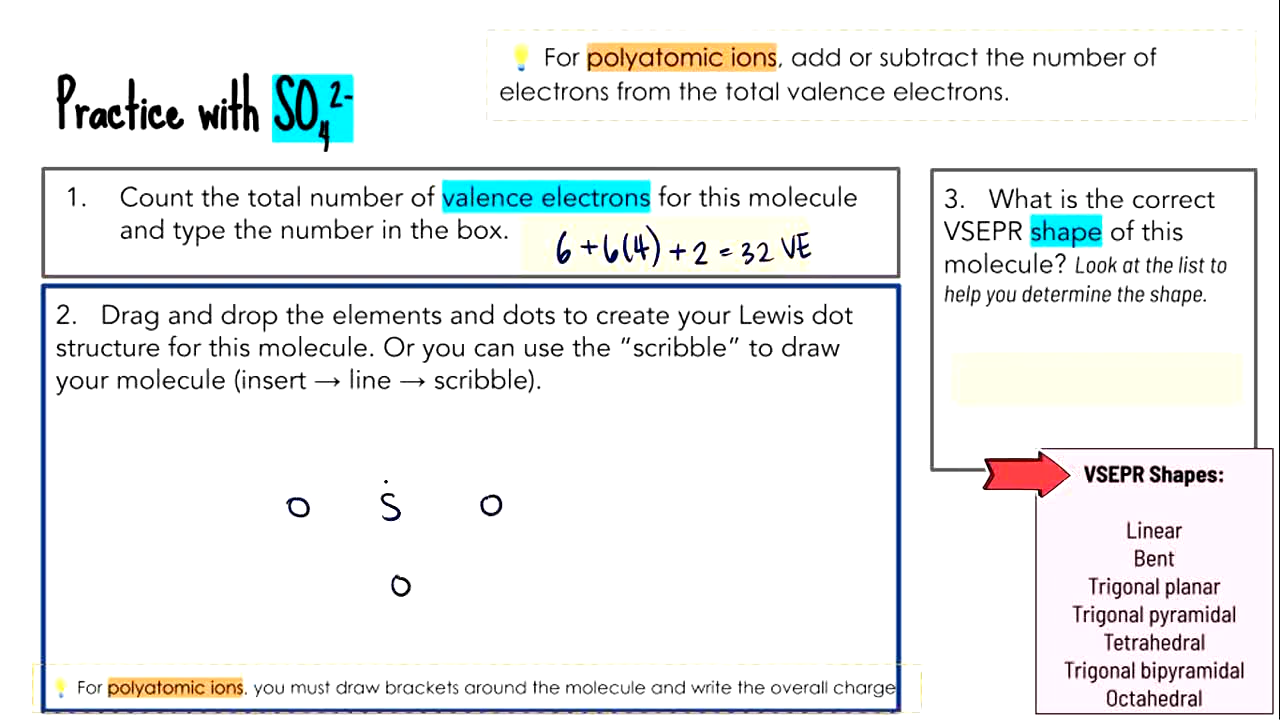 💡 For polyatomic ions, add or subtract the number of
electrons from the total valence electrons.
Practice with SO₄²⁻
1. Count the total number of valence electrons for this molecule
and type the number in the box.
6 + 6(4) + 2 = 32 VE
2. Drag and drop the elements and dots to create your Lewis dot
structure for this molecule. Or you can use the “scribble” to draw
your molecule (insert → line → scribble).
O S O
O
💡 For polyatomic ions, you must draw brackets around the molecule and write the overall charge
3. What is the correct
VSEPR shape of this
molecule? Look at the list to
help you determine the shape.
VSEPR Shapes:
Linear
Bent
Trigonal planar
Trigonal pyramidal
Tetrahedral
Trigonal bipyramidal
Octahedral